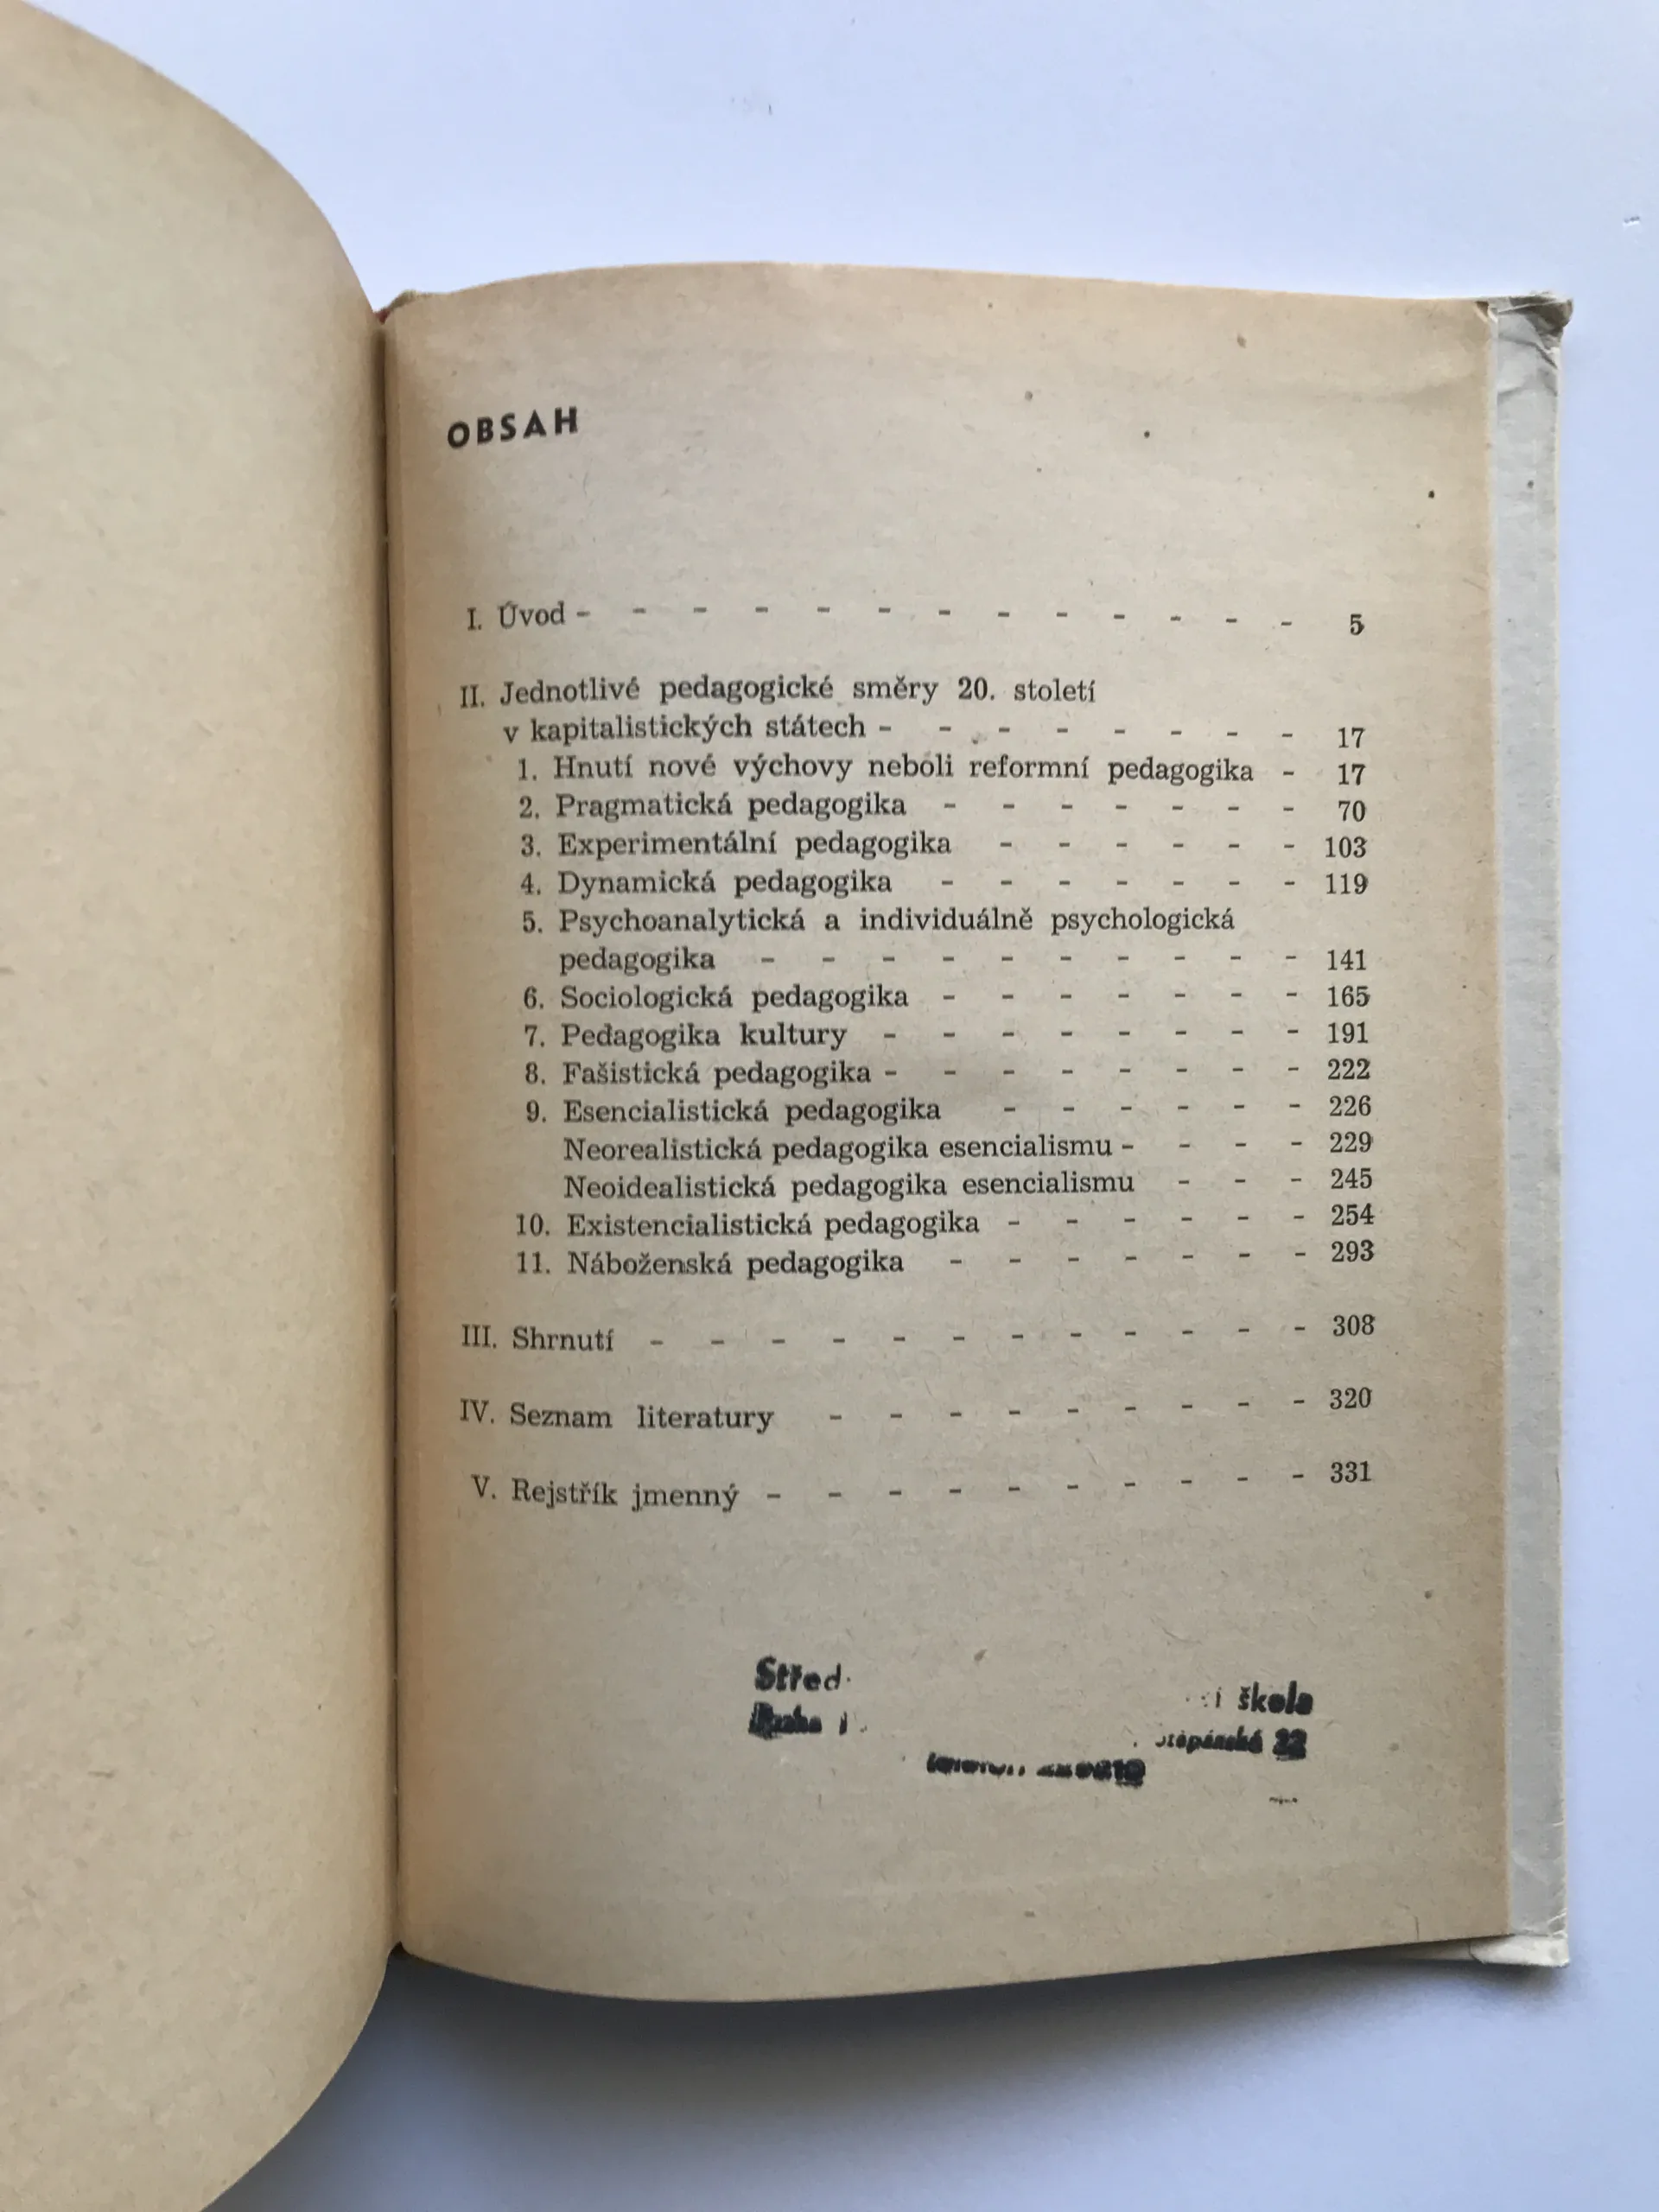 OBSAH
I. Úvod - - - - - - - - - - - - - 5
II. Jednotlivé pedagogické směry 20. století
v kapitalistických státech - - - - - - - - 17
1. Hnutí nové výchovy neboli reformní pedagogika - 17
2. Pragmatická pedagogika - - - - - - - 70
3. Experimentální pedagogika - - - - - - 103
4. Dynamická pedagogika - - - - - - - 119
5. Psychoanalytická a individuálně psychologická
pedagogika - - - - - - - - - - 141
6. Sociologická pedagogika - - - - - - - 165
7. Pedagogika kultury - - - - - - - - 191
8. Fašistická pedagogika - - - - - - - - 222
9. Esencialistická pedagogika - - - - - - 226
Neorealistická pedagogika esencialismu - - - - 229
Neoidealistická pedagogika esencialismu - - - 245
10. Existencialistická pedagogika - - - - - - 254
11. Náboženská pedagogika - - - - - - - 293
III. Shrnutí - - - - - - - - - - - - 308
IV. Seznam literatury - - - - - - - - - 320
V. Rejstřík jmenný - - - - - - - - - - 331
Střed škola
Praha 1 Štěpánská 22